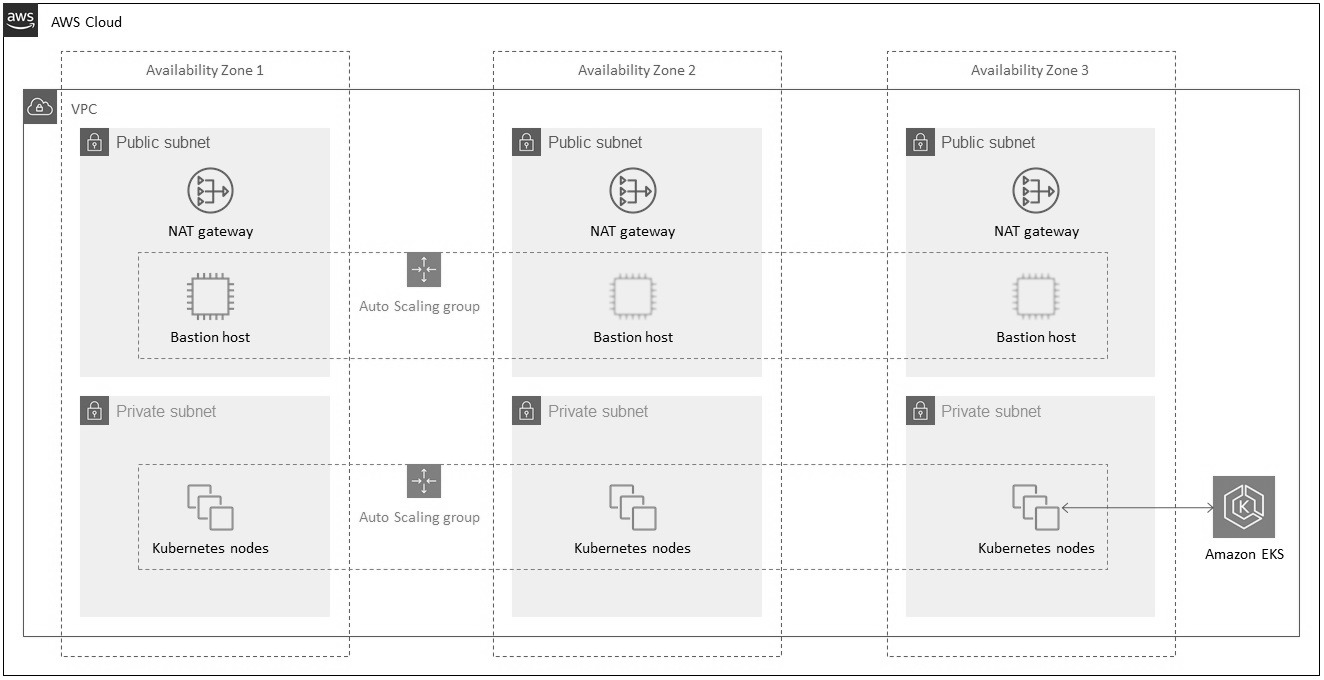 aws
AWS Cloud
Availability Zone 1
Availability Zone 2
Availability Zone 3
VPC
Public subnet
Public subnet
Public subnet
NAT gateway
NAT gateway
NAT gateway
Auto Scaling group
Bastion host
Bastion host
Bastion host
Private subnet
Private subnet
Private subnet
Auto Scaling group
K
Kubernetes nodes
Kubernetes nodes
Kubernetes nodes
Amazon EKS